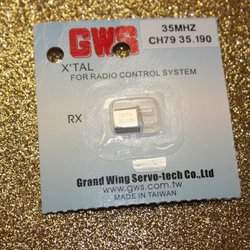 GWS
35MHZ
CH79 35.190
X'TAL
FOR RADIO CONTROL SYSTEM
RX
Grand Wing Servo-tech Co.,Ltd
www.gws.com.tw
MADE IN TAIWAN